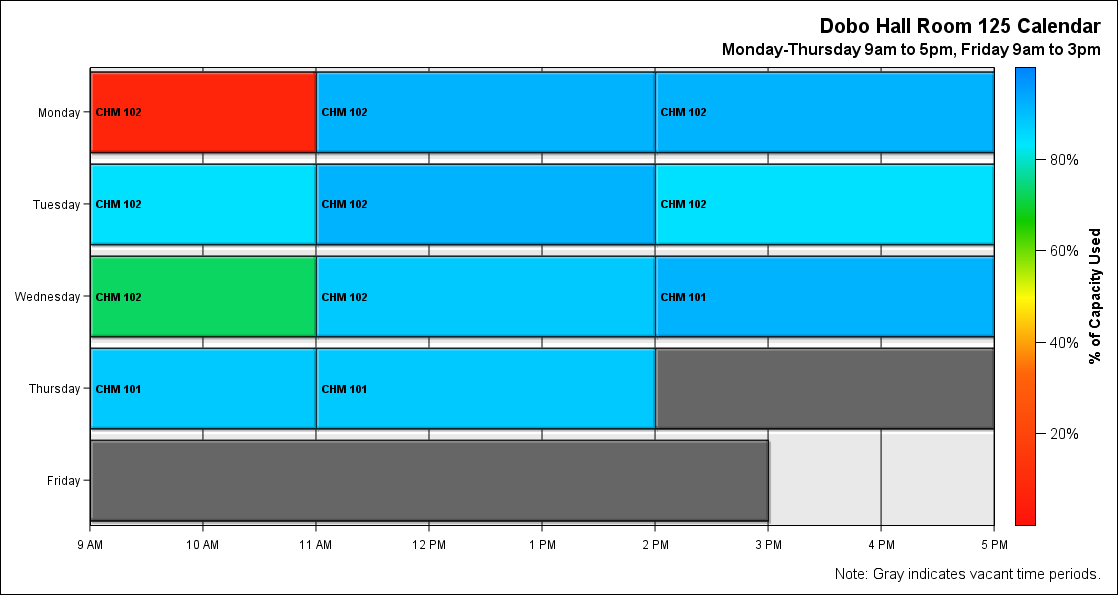 Dobo Hall Room 125 Calendar
Monday-Thursday 9am to 5pm, Friday 9am to 3pm
Monday
CHM 102
CHM 102
CHM 102
Tuesday
CHM 102
CHM 102
CHM 102
Wednesday
CHM 102
CHM 102
CHM 101
Thursday
CHM 101
CHM 101
Friday
9 AM
10 AM
11 AM
12 PM
1 PM
2 PM
3 PM
4 PM
5 PM
80%
60%
40%
20%
% of Capacity Used
Note: Gray indicates vacant time periods.